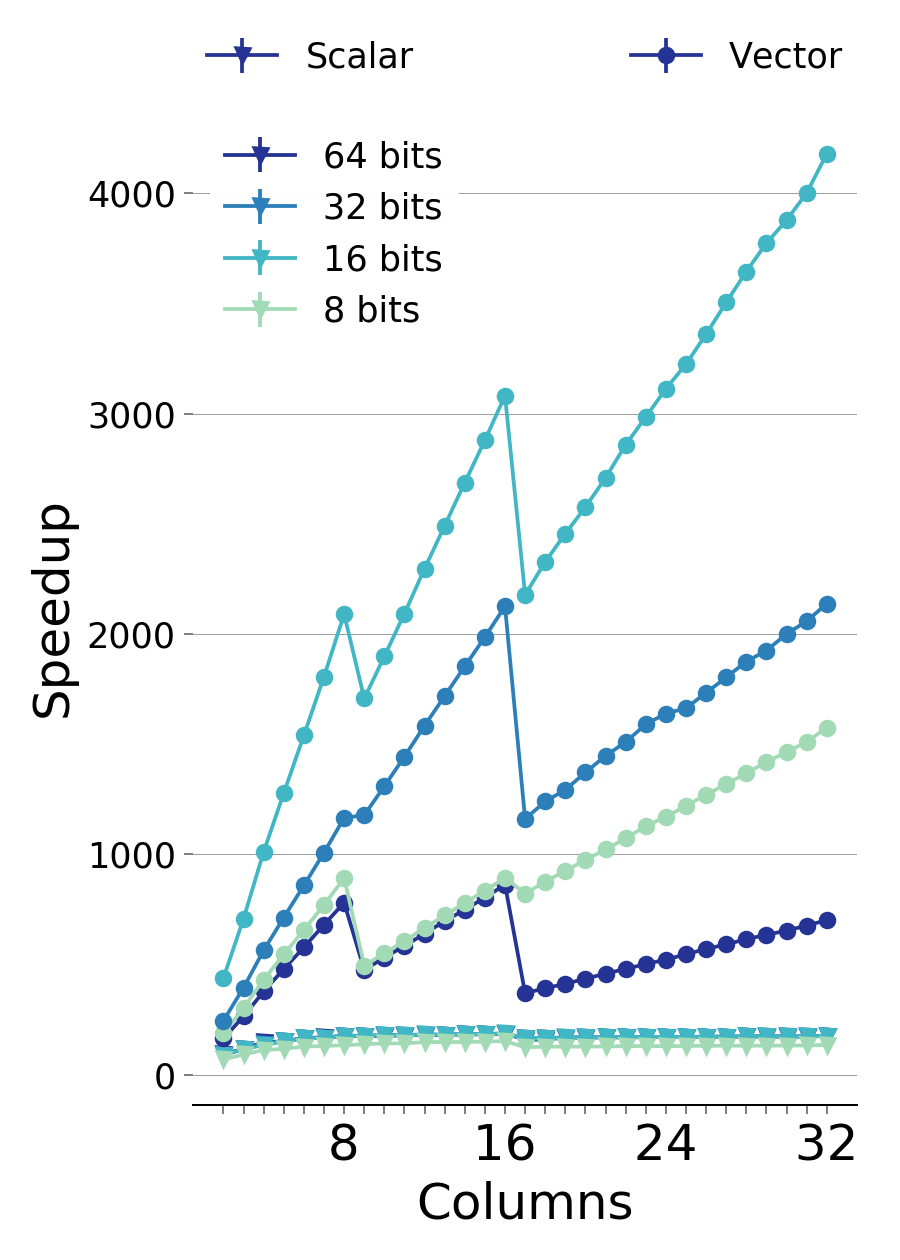 Scalar Vector
64 bits
32 bits
16 bits
8 bits
4000
3000
2000
1000
0
Speedup
8 16 24 32
Columns